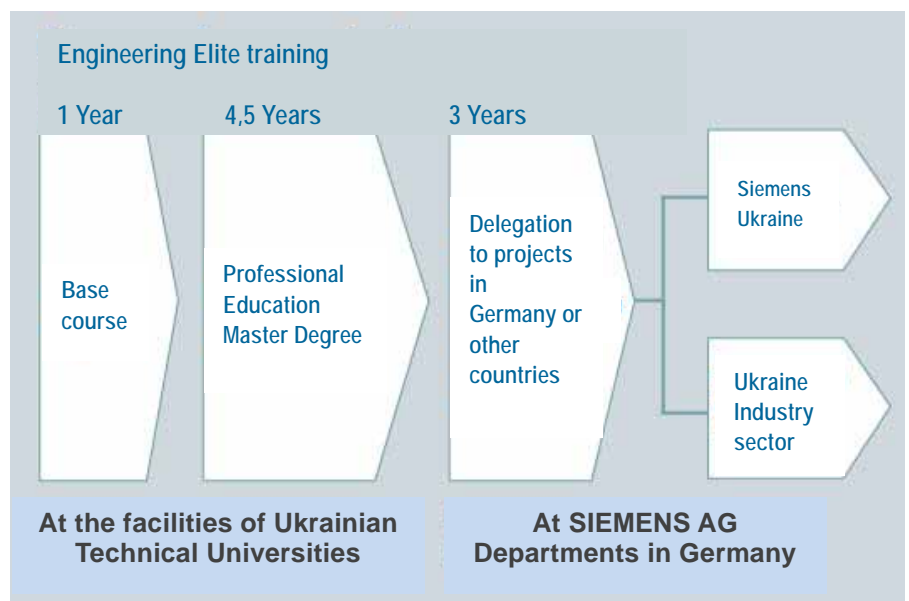 Engineering Elite training
1 Year
4,5 Years
3 Years
Base
course
Professional
Education
Master Degree
Delegation
to projects
in
Germany or
other
countries
Siemens
Ukraine
Ukraine
Industry
sector
At the facilities of Ukrainian
Technical Universities
At SIEMENS AG
Departments in Germany